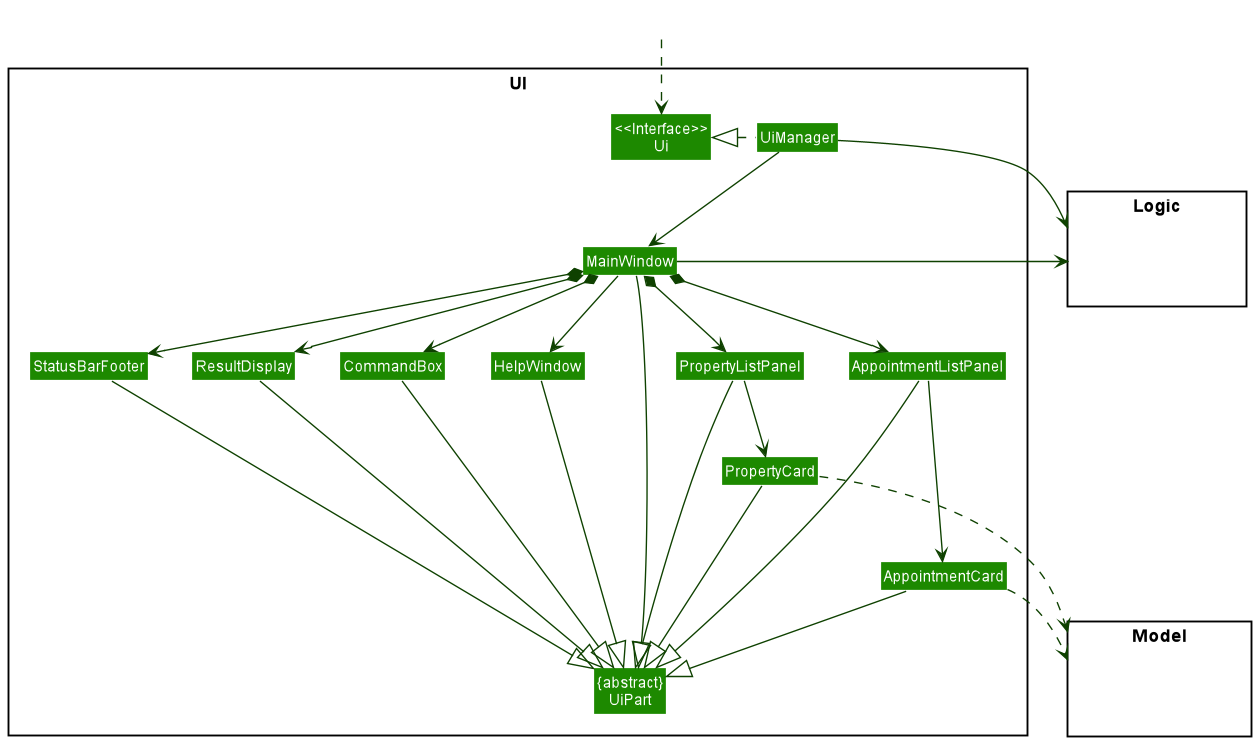 UI
<<Interface>>
Ui
UiManager
Logic
MainWindow
StatusBarFooter
ResultDisplay
CommandBox
HelpWindow
PropertyListPanel
AppointmentListPanel
PropertyCard
AppointmentCard
Model
{abstract}
UiPart